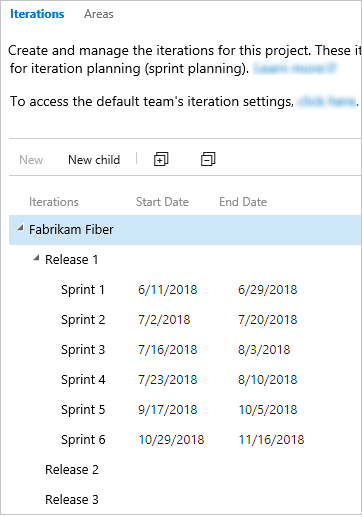 Iterations Areas
Create and manage the iterations for this project. These it
for iteration planning (sprint planning).
To access the default team's iteration settings,
New New child
Iterations Start Date End Date
Fabrikam Fiber
Release 1
Sprint 1 6/11/2018 6/29/2018
Sprint 2 7/2/2018 7/20/2018
Sprint 3 7/16/2018 8/3/2018
Sprint 4 7/23/2018 8/10/2018
Sprint 5 9/17/2018 10/5/2018
Sprint 6 10/29/2018 11/16/2018
Release 2
Release 3